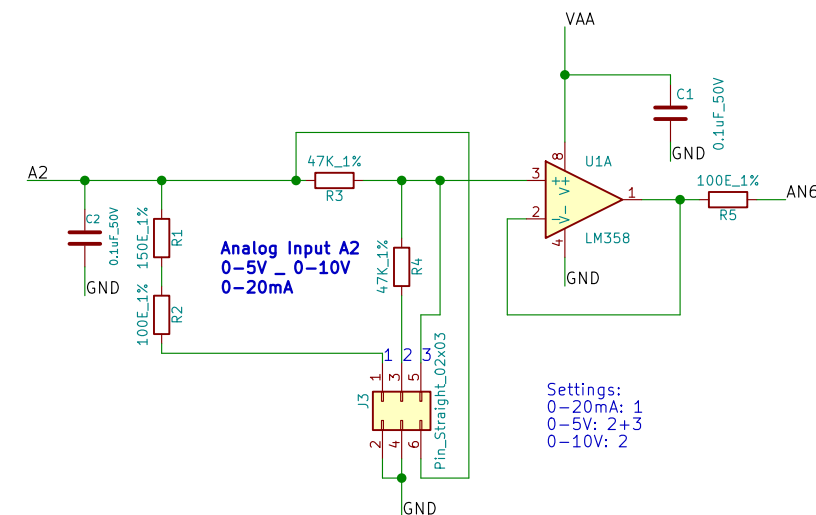 VAA
C1
0.1uF_50V
GND
A2
47K_1%
R3
U1A
8
3
2
1
4
V+
V-
LM358
GND
100E_1%
R5
AN6
C2
0.1uF_50V
GND
150E_1%
R1
100E_1%
R2
Analog Input A2
0-5V _ 0-10V
0-20mA
47K_1%
R4
1 2 3
1
3
5
J3
Pin_Straight_02x03
2
4
6
GND
Settings:
0-20mA: 1
0-5V: 2+3
0-10V: 2